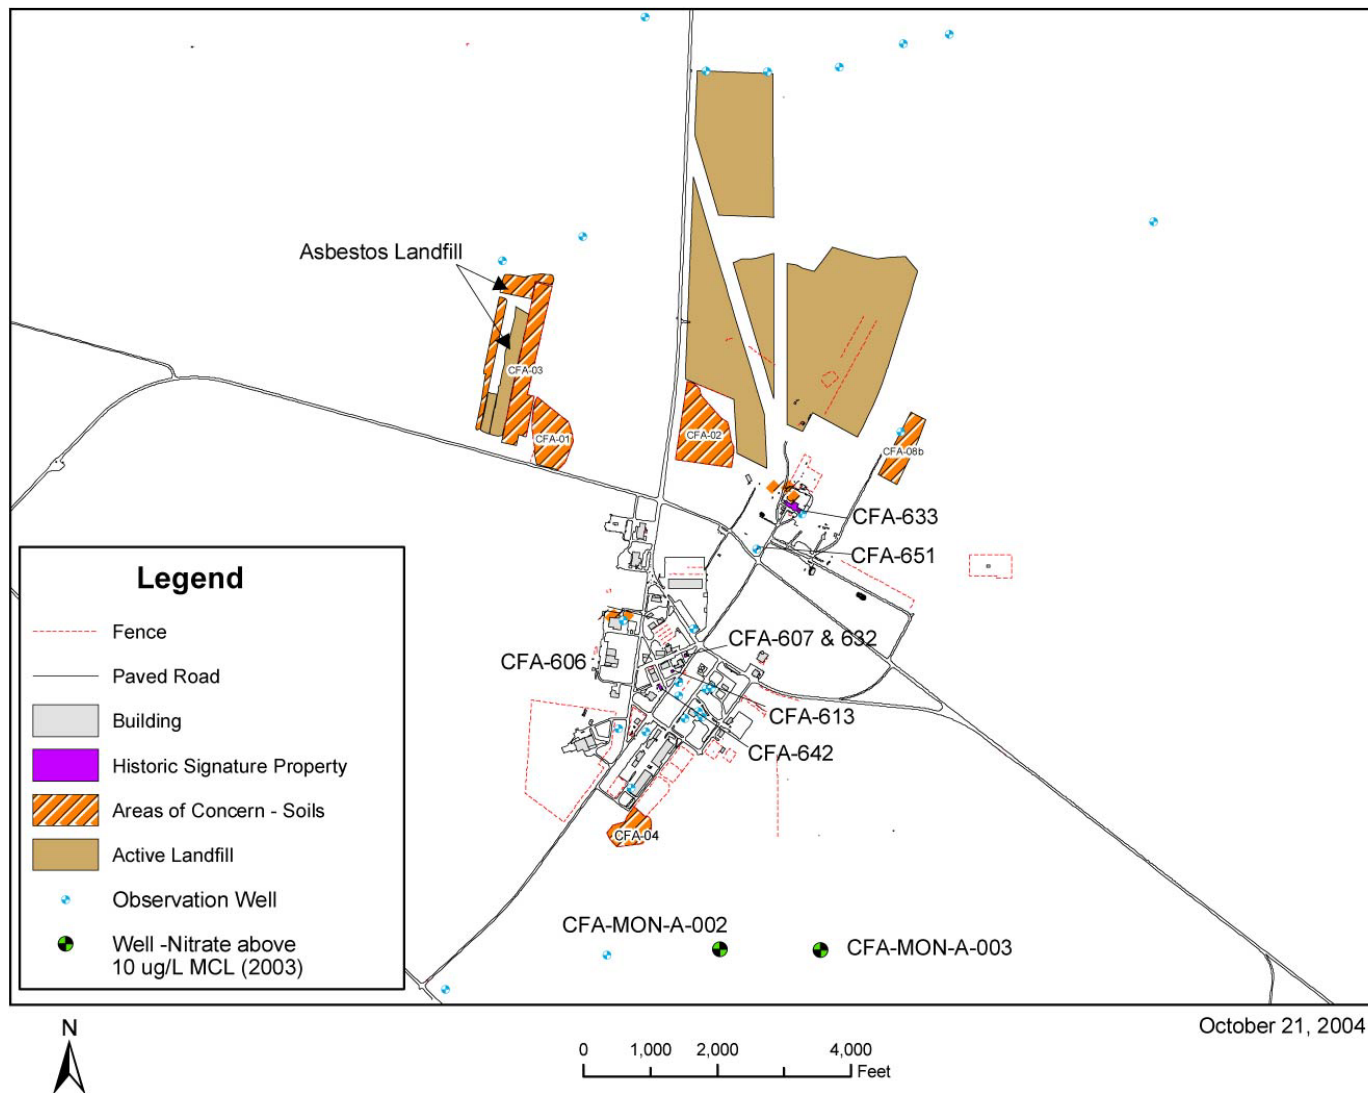 Asbestos Landfill
CFA-03
CFA-01
CFA-02
CFA-08b
CFA-633
CFA-651
CFA-607 & 632
CFA-606
CFA-613
CFA-642
CFA-04
CFA-MON-A-002
CFA-MON-A-003
Legend
Fence
Paved Road
Building
Historic Signature Property
Areas of Concern - Soils
Active Landfill
Observation Well
Well -Nitrate above
10 ug/L MCL (2003)
October 21, 2004
N
0 1,000 2,000 4,000
Feet